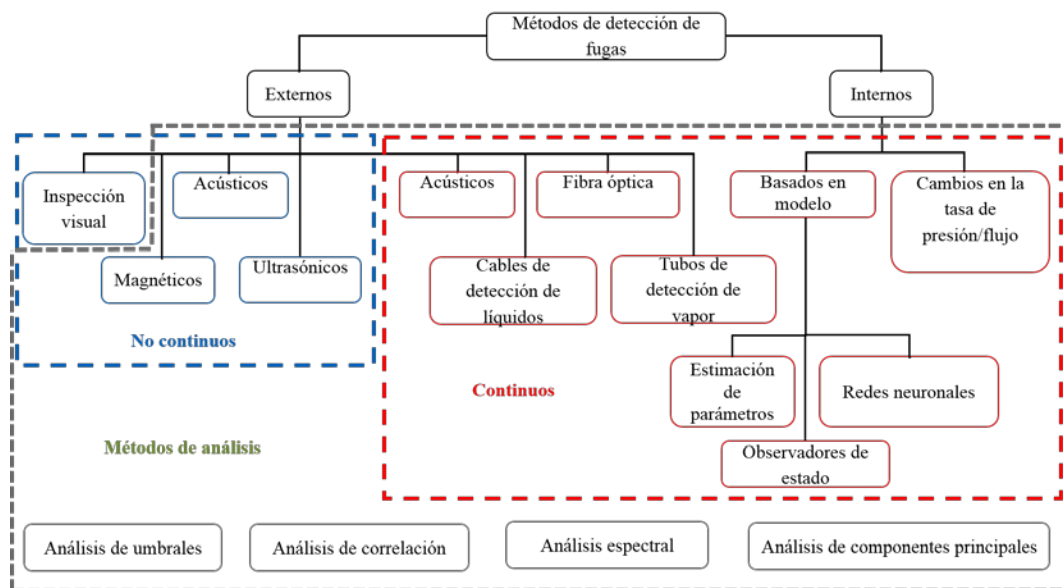 Métodos de detección de
fugas
Externos
Internos
Inspección
visual
Acústicos
Magnéticos
Ultrasónicos
No continuos
Acústicos
Fibra óptica
Cables de
detección de
líquidos
Tubos de
detección de
vapor
Basados en
modelo
Cambios en la
tasa de
presión/flujo
Estimación
de
parámetros
Redes neuronales
Observadores de
estado
Continuos
Métodos de análisis
Análisis de umbrales
Análisis de correlación
Análisis espectral
Análisis de componentes principales